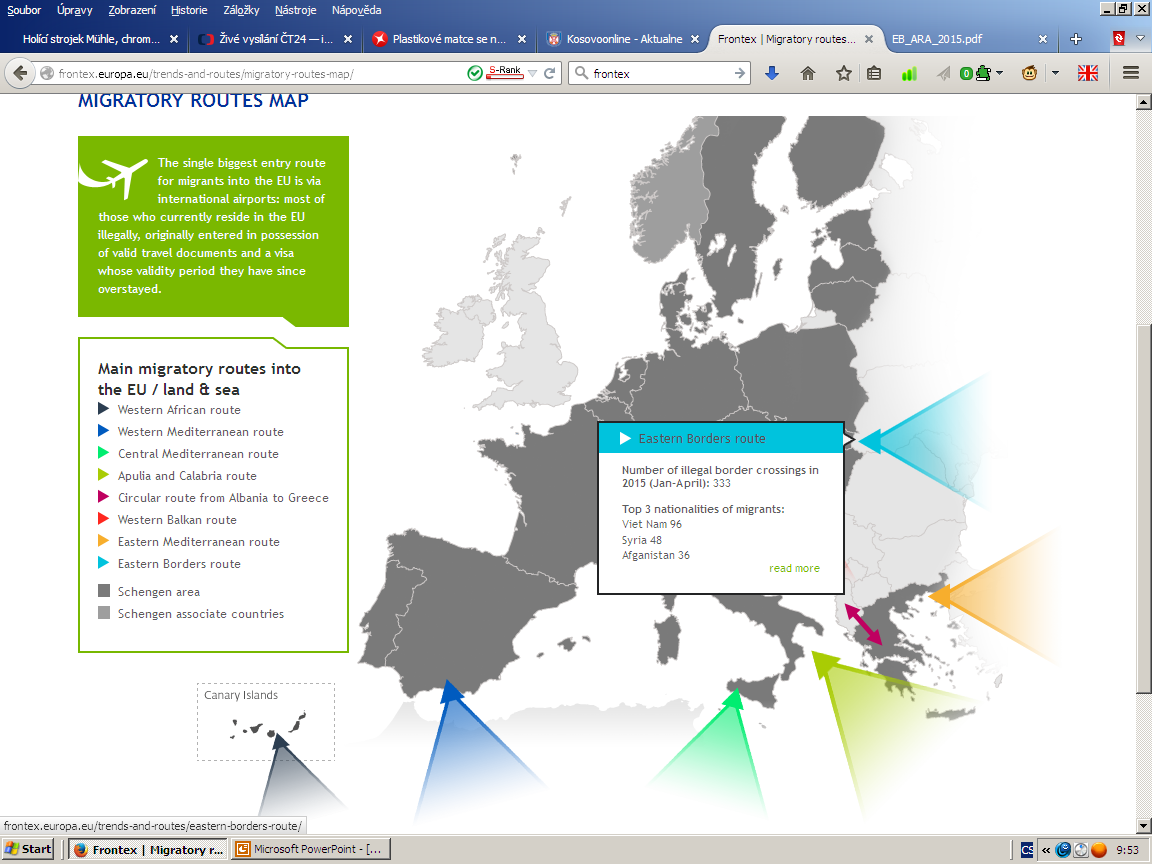 Soubor Úpravy Zobrazení Historie Záložky Nástroje Nápověda
Holící strojek Mühle, chrom... Živé vysílání ČT24 — i... Plastikové matce se n... Kosovoonline - Aktualne Frontex | Migratory routes... EB_ARA_2015.pdf
frontex.europa.eu/trends-and-routes/migratory-routes-map/ S-Rank frontex 0
MIGRATORY ROUTES MAP
The single biggest entry route
for migrants into the EU is via
international airports: most of
those who currently reside in the EU
illegally, originally entered in possession
of valid travel documents and a visa
whose validity period they have since
overstayed.
Main migratory routes into
the EU / land & sea
Western African route
Western Mediterranean route
Central Mediterranean route
Apulia and Calabria route
Circular route from Albania to Greece
Western Balkan route
Eastern Mediterranean route
Eastern Borders route
Schengen area
Schengen associate countries
Canary Islands
Eastern Borders route
Number of illegal border crossings in
2015 (Jan-April): 333
Top 3 nationalities of migrants:
Viet Nam 96
Syria 48
Afganistan 36
read more
frontex.europa.eu/trends-and-routes/eastern-borders-route/
Start Frontex | Migratory r... Microsoft PowerPoint - [... CS « 9:53